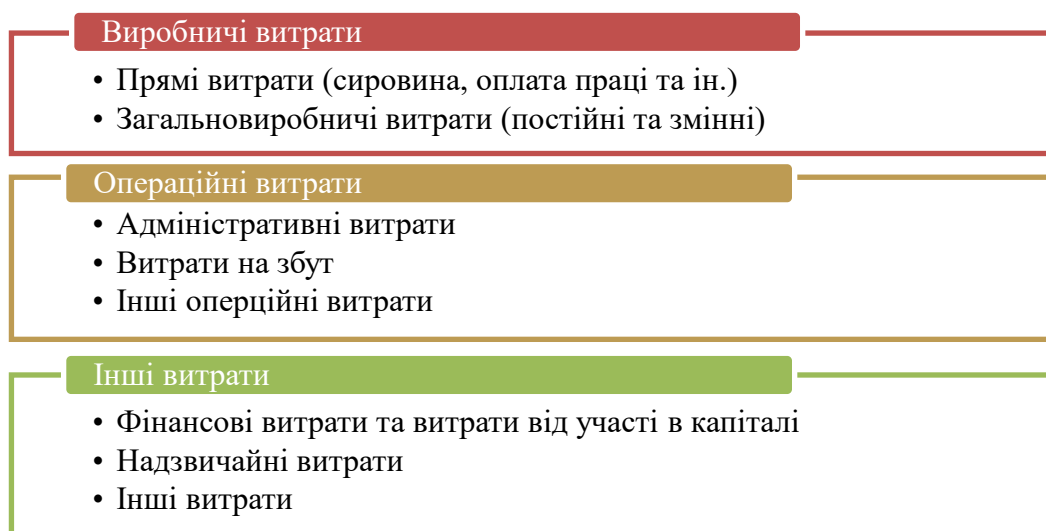 Виробничі витрати
• Прямі витрати (сировина, оплата праці та ін.)
• Загальновиробничі витрати (постійні та змінні)
Операційні витрати
• Адміністративні витрати
• Витрати на збут
• Інші оперційні витрати
Інші витрати
• Фінансові витрати та витрати від участі в капіталі
• Надзвичайні витрати
• Інші витрати